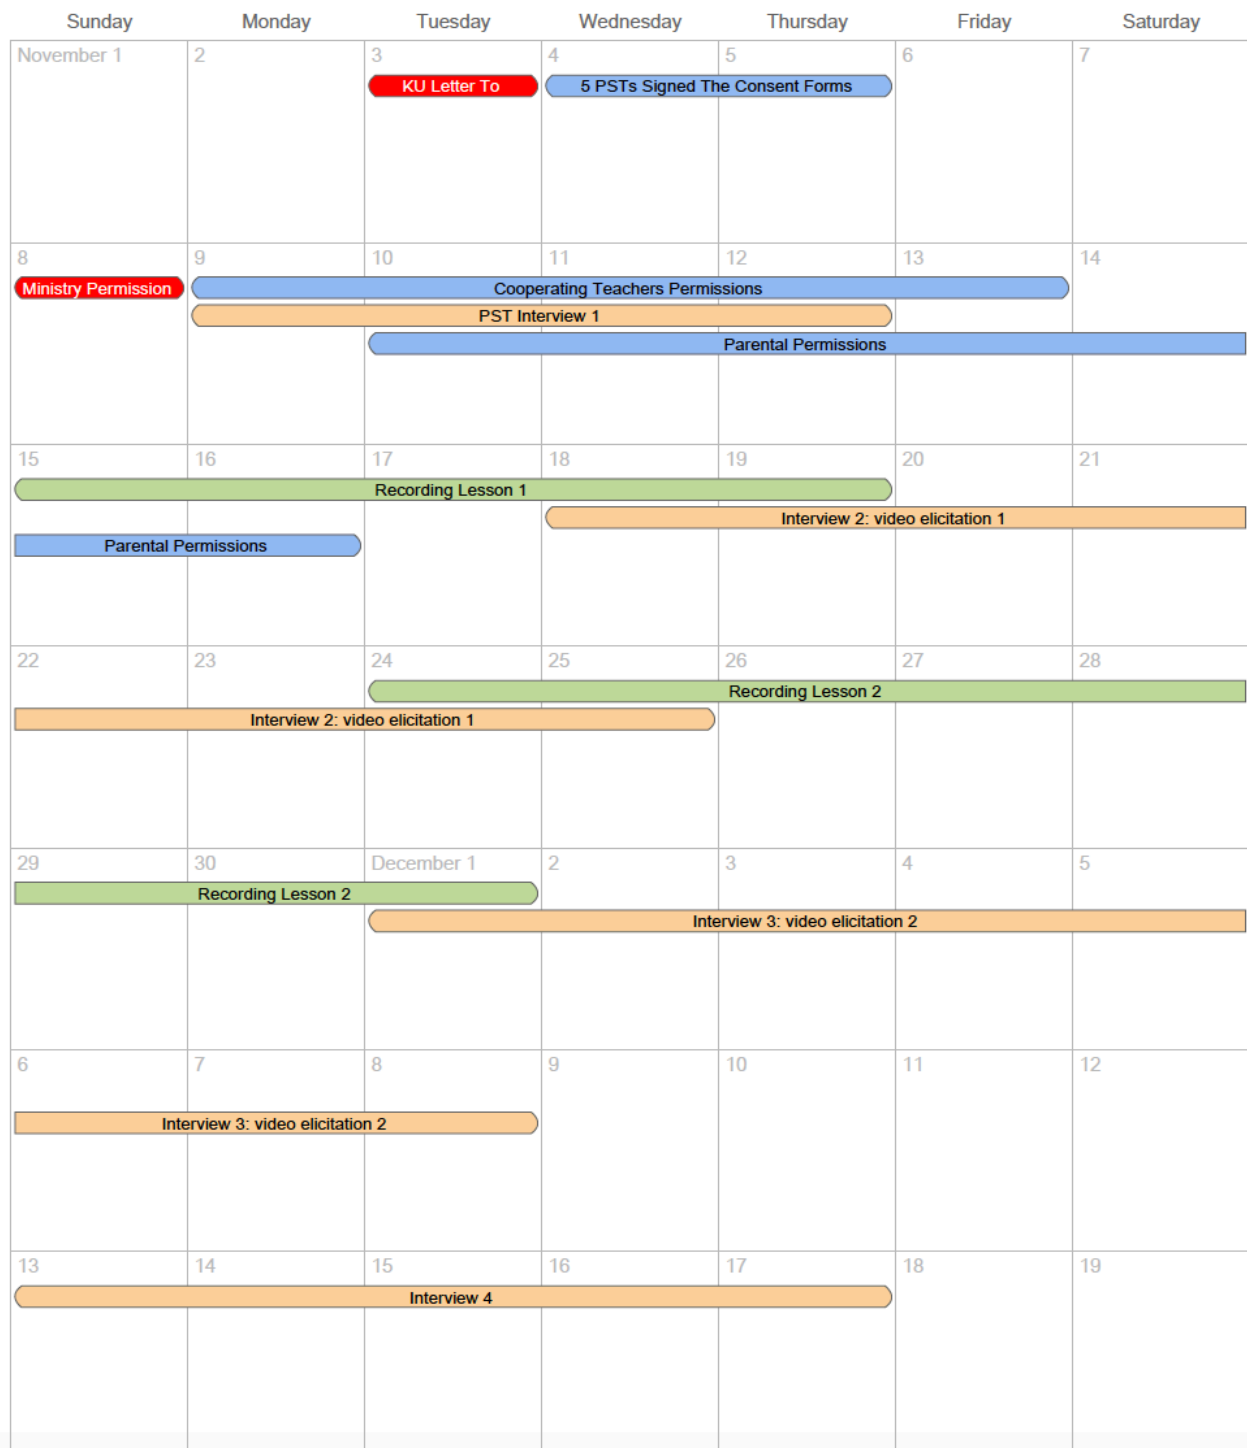 Sunday Monday Tuesday Wednesday Thursday Friday Saturday
November 1 2 3 4 5 6 7
KU Letter To 5 PSTs Signed The Consent Forms
8 9 10 11 12 13 14
Ministry Permission Cooperating Teachers Permissions
PST Interview 1
Parental Permissions
15 16 17 18 19 20 21
Recording Lesson 1
Interview 2: video elicitation 1
Parental Permissions
22 23 24 25 26 27 28
Recording Lesson 2
Interview 2: video elicitation 1
29 30 December 1 2 3 4 5
Recording Lesson 2
Interview 3: video elicitation 2
6 7 8 9 10 11 12
Interview 3: video elicitation 2
13 14 15 16 17 18 19
Interview 4